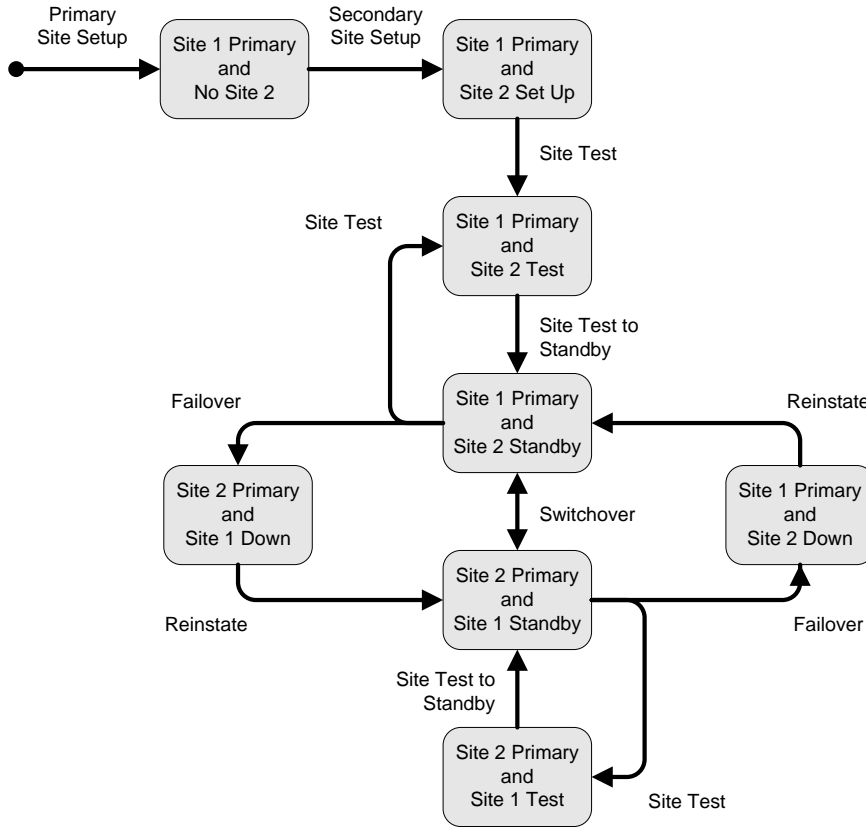 Primary
Site Setup
Secondary
Site Setup
Site 1 Primary
and
No Site 2
Site 1 Primary
and
Site 2 Set Up
Site Test
Site Test
Site 1 Primary
and
Site 2 Test
Site Test to
Standby
Failover
Site 1 Primary
and
Site 2 Standby
Reinstate
Site 2 Primary
and
Site 1 Down
Switchover
Site 1 Primary
and
Site 2 Down
Reinstate
Site 2 Primary
and
Site 1 Standby
Failover
Site Test to
Standby
Site 2 Primary
and
Site 1 Test
Site Test